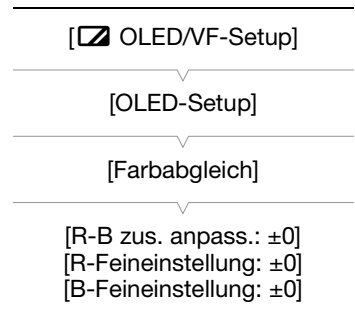 [OLED/VF-Setup]
[OLED-Setup]
[Farbabgleich]
[R-B zus. anpass.: ±0]
[R-Feineinstellung: ±0]
[B-Feineinstellung: ±0]